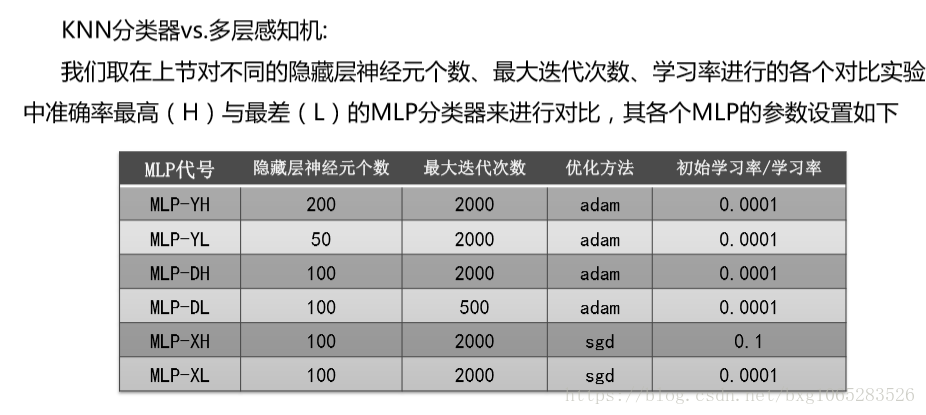 KNN分类器vs.多层感知机:
我们取在上节对不同的隐藏层神经元个数、最大迭代次数、学习率进行的各个对比实验
中准确率最高（H）与最差（L）的MLP分类器来进行对比，其各个MLP的参数设置如下
MLP代号 隐藏层神经元个数 最大迭代次数 优化方法 初始学习率/学习率
MLP-YH 200 2000 adam 0.0001
MLP-YL 50 2000 adam 0.0001
MLP-DH 100 2000 adam 0.0001
MLP-DL 100 500 adam 0.0001
MLP-XH 100 2000 sgd 0.1
MLP-XL 100 2000 sgd 0.0001
https://blog.csdn.net/bxg1065283526